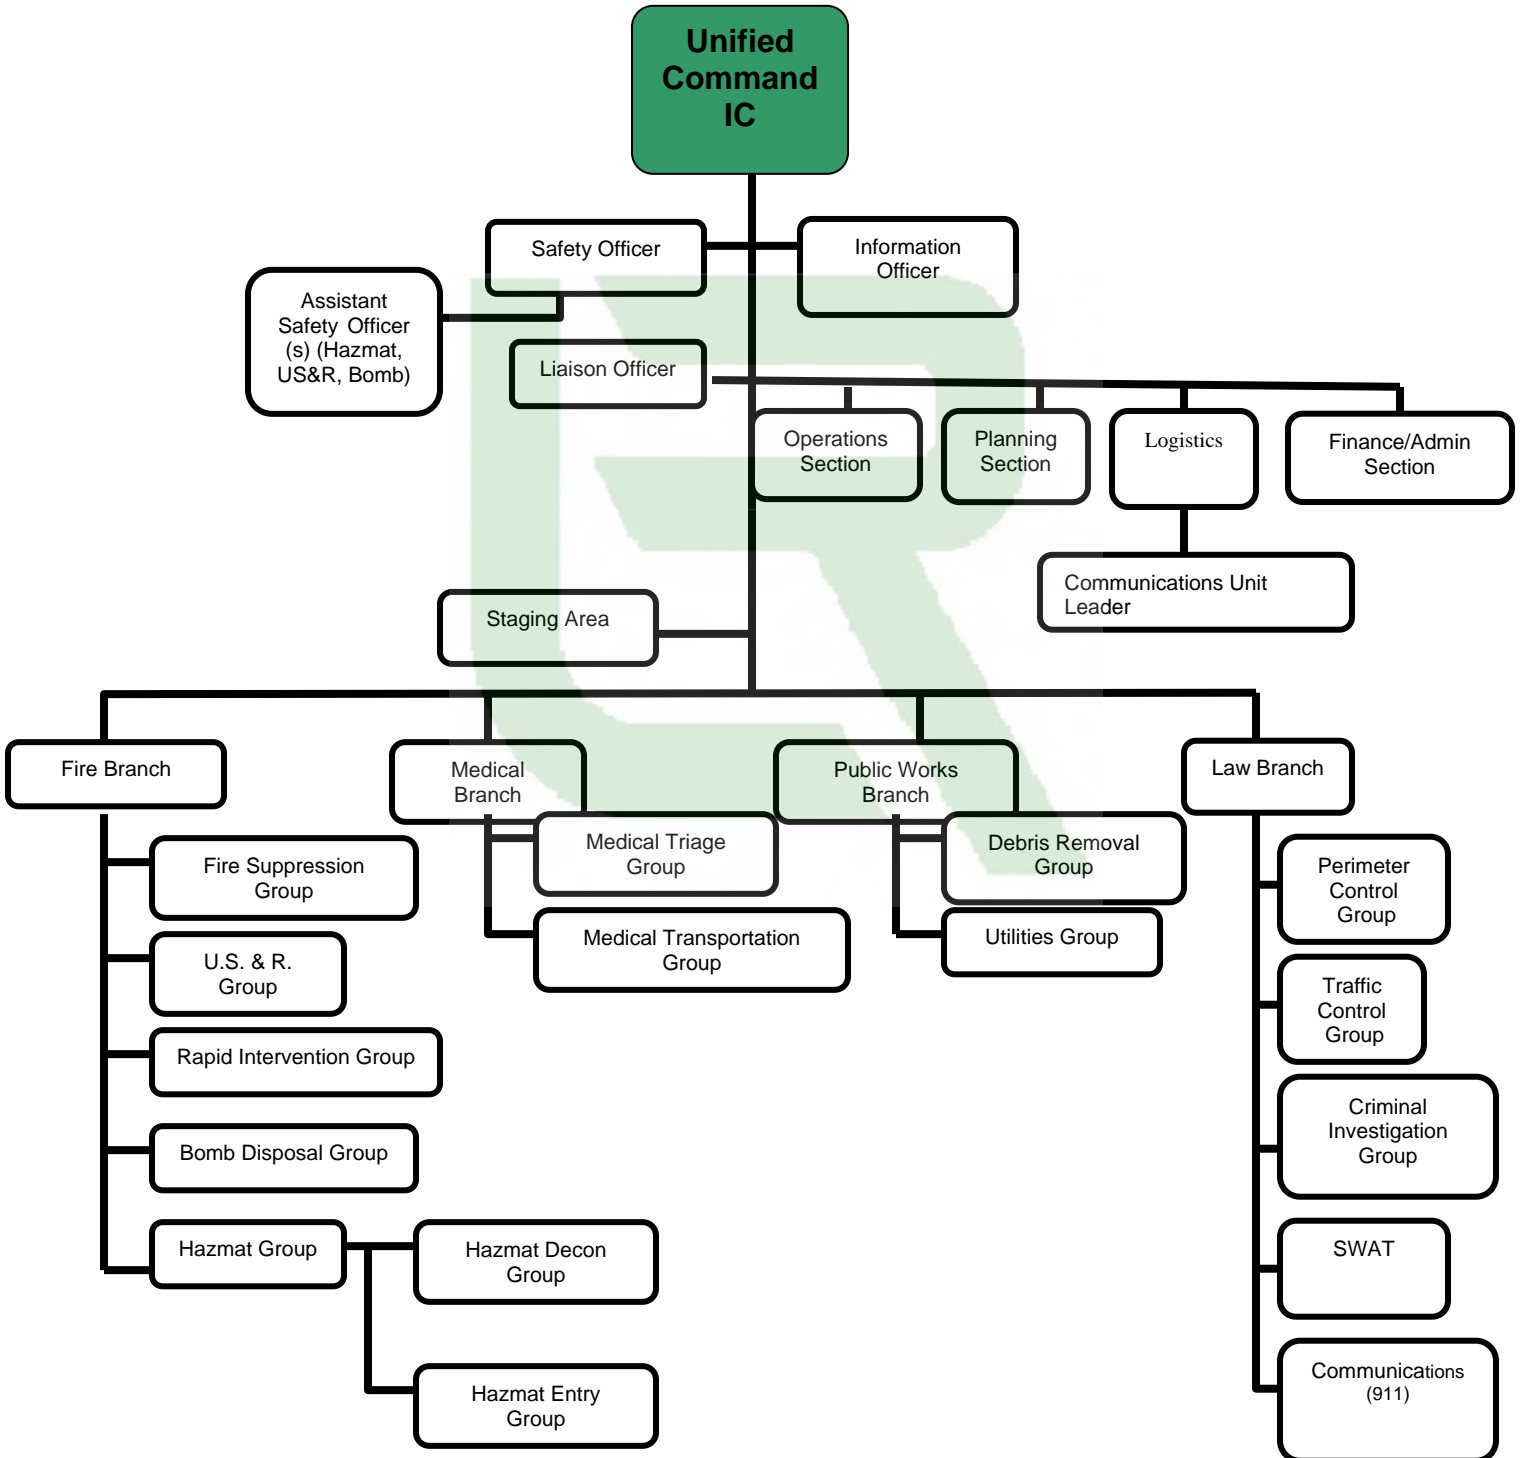 Unified
Command
IC
Safety Officer
Information
Officer
Assistant
Safety Officer
(s) (Hazmat,
US&R, Bomb)
Liaison Officer
Operations
Section
Planning
Section
Logistics
Finance/Admin
Section
Communications Unit
Leader
Staging Area
Fire Branch
Medical
Branch
Public Works
Branch
Law Branch
Fire Suppression
Group
U.S. & R.
Group
Rapid Intervention Group
Bomb Disposal Group
Hazmat Group
Hazmat Decon
Group
Hazmat Entry
Group
Medical Triage
Group
Medical Transportation
Group
Debris Removal
Group
Utilities Group
Perimeter
Control
Group
Traffic
Control
Group
Criminal
Investigation
Group
SWAT
Communications
(911)